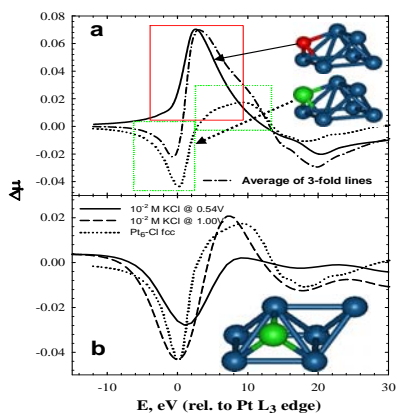 a
0.06
0.04
0.02
0.00
-0.02
-0.04
Average of 3-fold lines
Δμ
b
10⁻² M KCl @ 0.54V
10⁻² M KCl @ 1.00V
Pt₆-Cl fcc
0.02
0.00
-0.02
-0.04
-10 0 10 20 30
E, eV (rel. to Pt L₃ edge)